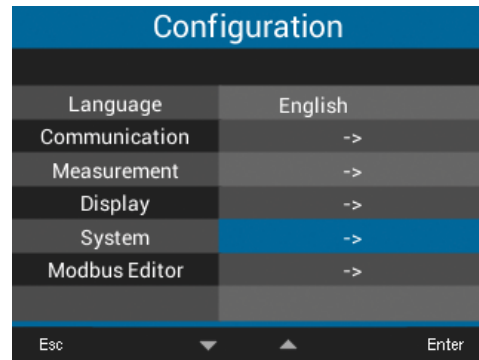 Configuration
Language English
Communication ->
Measurement ->
Display ->
System ->
Modbus Editor ->
Esc Enter